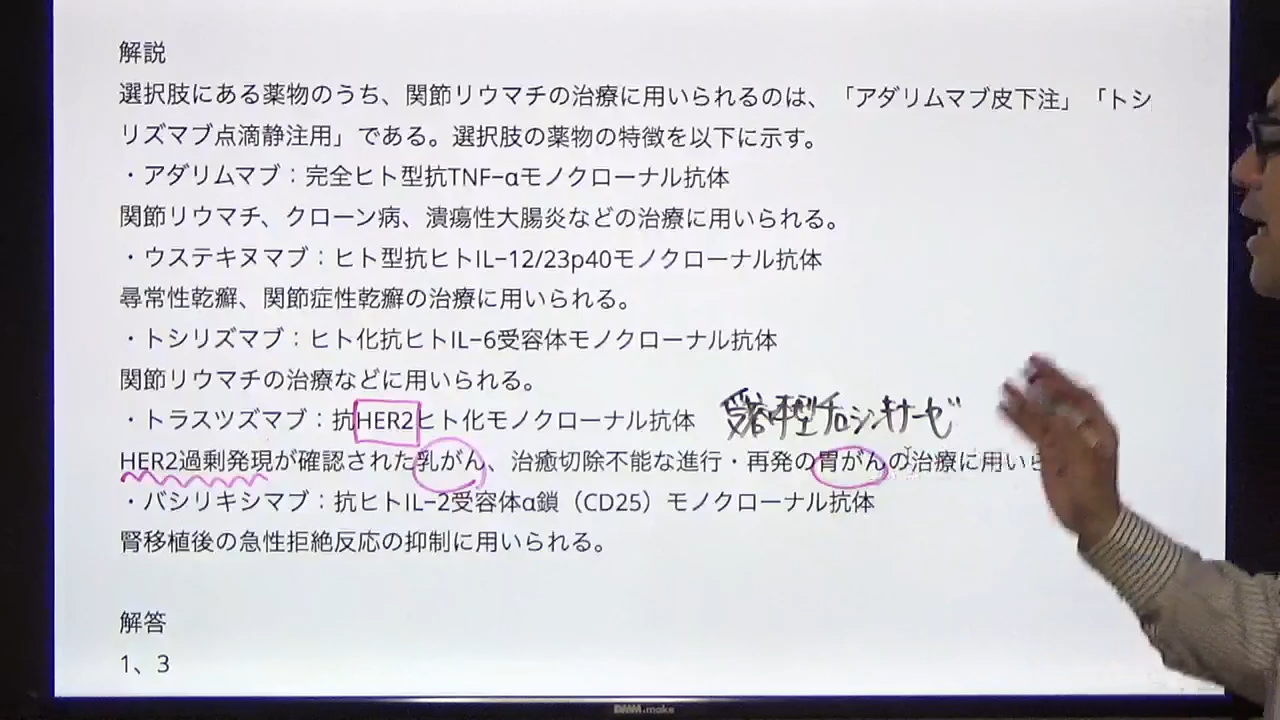 解説
選択肢にある薬物のうち、関節リウマチの治療に用いられるのは、「アダリムマブ皮下注」「トシ
リズマブ点滴静注用」である。選択肢の薬物の特徴を以下に示す。
・アダリムマブ：完全ヒト型抗TNF−αモノクローナル抗体
関節リウマチ、クローン病、潰瘍性大腸炎などの治療に用いられる。
・ウステキヌマブ：ヒト型抗ヒトIL−12/23p40モノクローナル抗体
尋常性乾癬、関節症性乾癬の治療に用いられる。
・トシリズマブ：ヒト化抗ヒトIL−6受容体モノクローナル抗体
関節リウマチの治療などに用いられる。
・トラスツズマブ：抗HER2ヒト化モノクローナル抗体 受容体型チロシンキナーゼ
HER2過剰発現が確認された乳がん、治癒切除不能な進行・再発の胃がんの治療に用いら
・バシリキシマブ：抗ヒトIL−2受容体α鎖（CD25）モノクローナル抗体
腎移植後の急性拒絶反応の抑制に用いられる。
解答
1、3
DMM.make